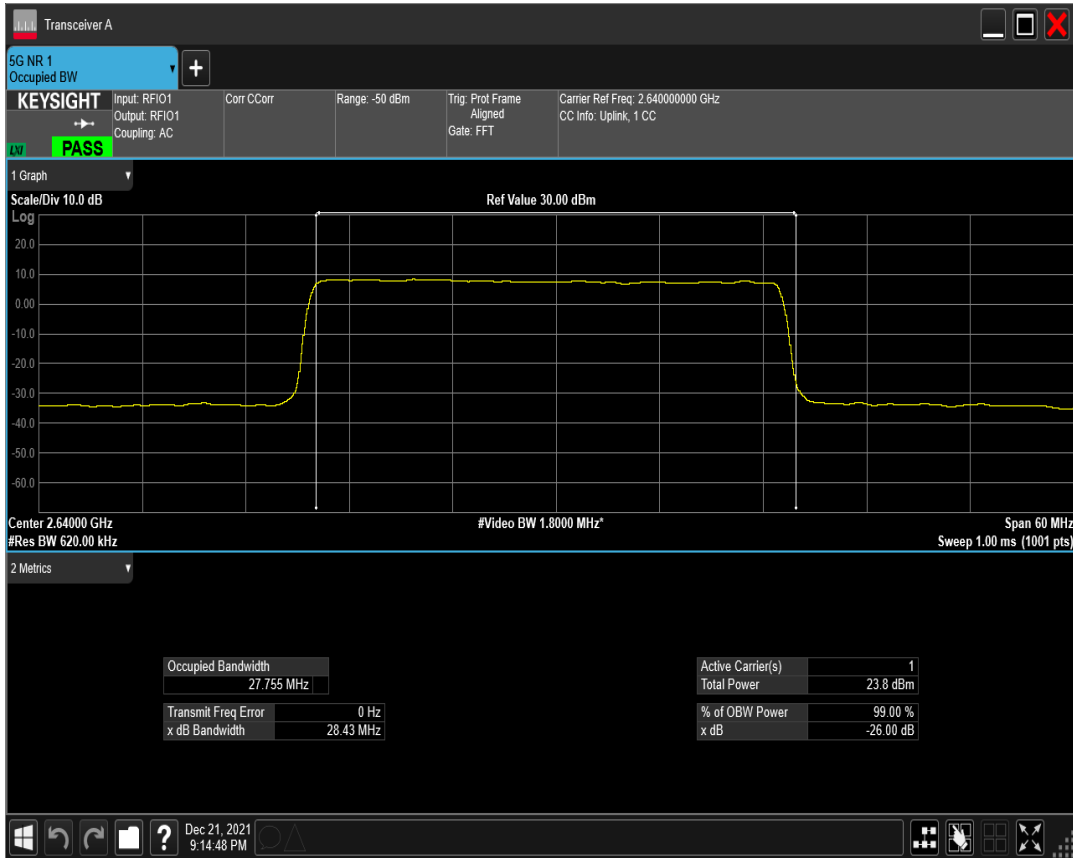 Transceiver A
5G NR 1
Occupied BW
KEYSIGHT
LXI
PASS
Input: RFIO1
Output: RFIO1
Coupling: AC
Corr CCorr
Range: -50 dBm
Trig: Prot Frame
Aligned
Gate: FFT
Carrier Ref Freq: 2.640000000 GHz
CC Info: Uplink, 1 CC
1 Graph
Scale/Div 10.0 dB
Ref Value 30.00 dBm
Log
20.0
10.0
0.00
-10.0
-20.0
-30.0
-40.0
-50.0
-60.0
Center 2.64000 GHz
#Video BW 1.8000 MHz*
Span 60 MHz
#Res BW 620.00 kHz
Sweep 1.00 ms (1001 pts)
2 Metrics
Occupied Bandwidth
27.755 MHz
Transmit Freq Error 0 Hz
x dB Bandwidth 28.43 MHz
Active Carrier(s) 1
Total Power 23.8 dBm
% of OBW Power 99.00 %
x dB -26.00 dB
?
Dec 21, 2021
9:14:48 PM